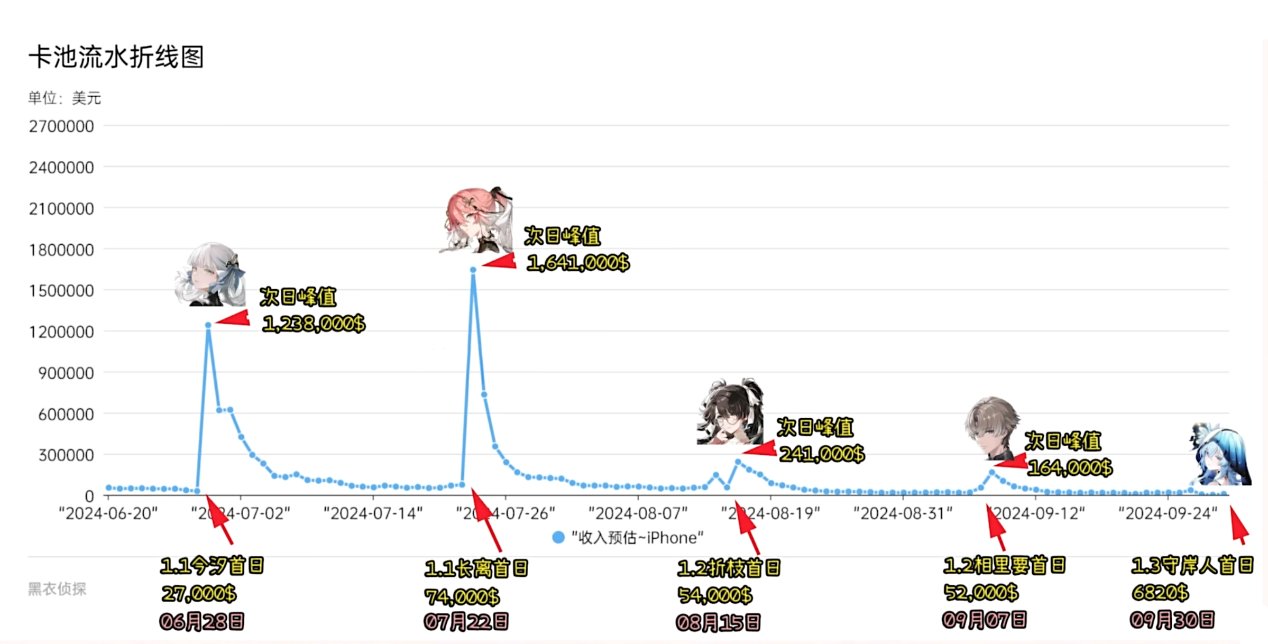 卡池流水折线图
单位：美元
2700000
2400000
2100000
1800000
1500000
1200000
900000
600000
300000
0
次日峰值
1,238,000$
次日峰值
1,641,000$
次日峰值
241,000$
次日峰值
164,000$
"2024-06-20" "2024-07-02" "2024-07-14" "2024-07-26" "2024-08-07" "2024-08-19" "2024-08-31" "2024-09-12" "2024-09-24"
"收入预估~iPhone"
1.1今汐首日
27,000$
06月28日
1.1长离首日
74,000$
07月22日
1.2折枝首日
54,000$
08月15日
1.2相里要首日
52,000$
09月07日
1.3守岸人首日
6820$
09月30日
黑衣侦探